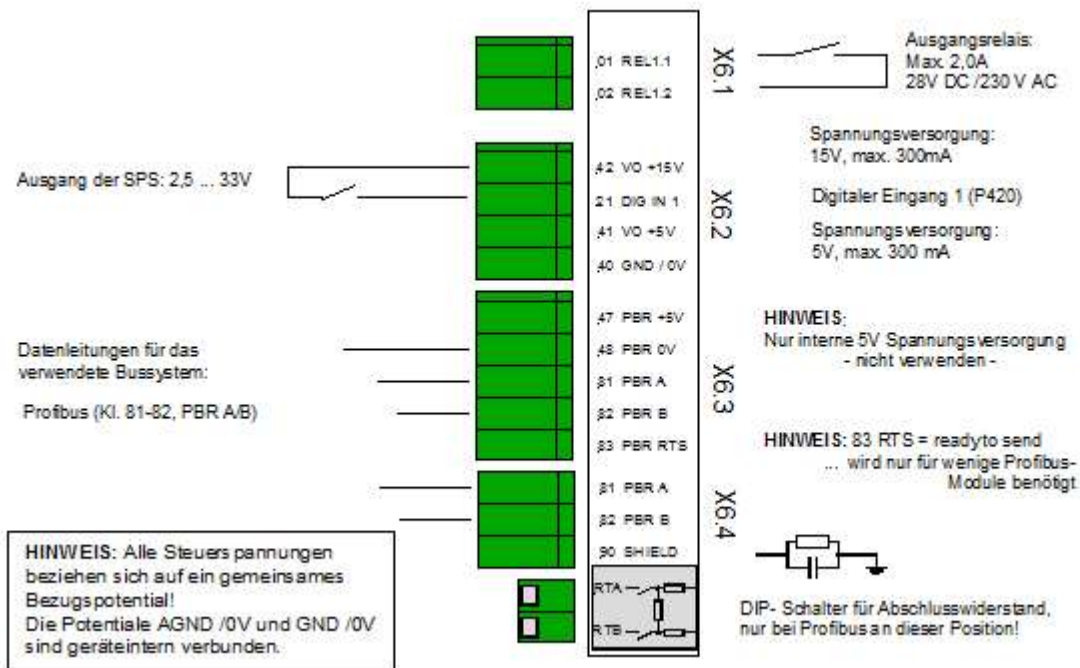 Ausgang der SPS: 2,5 ... 33V
Datenleitungen für das
verwendete Bussystem:
Profibus (Kl. 81-82, PBR A/B)
HINWEIS: Alle Steuerspannungen
beziehen sich auf ein gemeinsames
Bezugspotential!
Die Potentiale AGND /0V und GND /0V
sind geräteintern verbunden.
01 REL1.1
02 REL1.2
X6.1
42 VO +15V
21 DIG IN 1
41 VO +5V
40 GND / 0V
X6.2
47 PBR +5V
48 PBR 0V
81 PBR A
82 PBR B
83 PBR RTS
X6.3
81 PBR A
82 PBR B
90 SHIELD
X6.4
RTA
RTB
Ausgangsrelais:
Max. 2,0A
28V DC /230 V AC
Spannungsversorgung:
15V, max. 300mA
Digitaler Eingang 1 (P420)
Spannungsversorgung:
5V, max. 300 mA
HINWEIS:
Nur interne 5V Spannungsversorgung
- nicht verwenden -
HINWEIS: 83 RTS = ready to send
... wird nur für wenige Profibus-
Module benötigt
DIP- Schalter für Abschlusswiderstand,
nur bei Profibus an dieser Position!